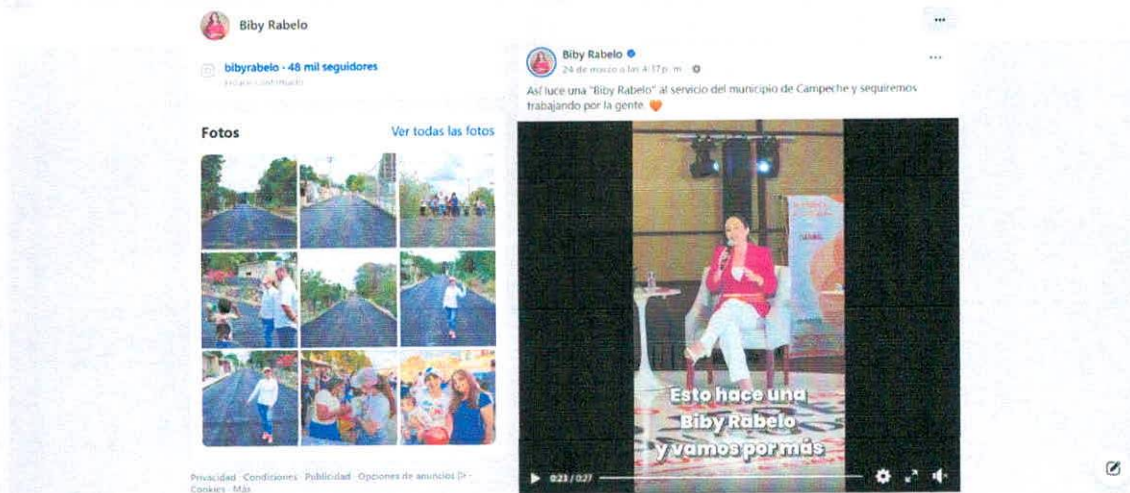 Biby Rabelo
bibyrabelo - 48 mil seguidores
Fotos
Ver todas las fotos
Privacidad · Condiciones · Publicidad · Opciones de anuncios ·
Cookies · Más
Biby Rabelo
24 de marzo a las 4:17 p. m.
Así luce una "Biby Rabelo" al servicio del municipio de Campeche y seguiremos
trabajando por la gente. 🧡
Esto hace una
Biby Rabelo
y vamos por más
0:23 / 0:27